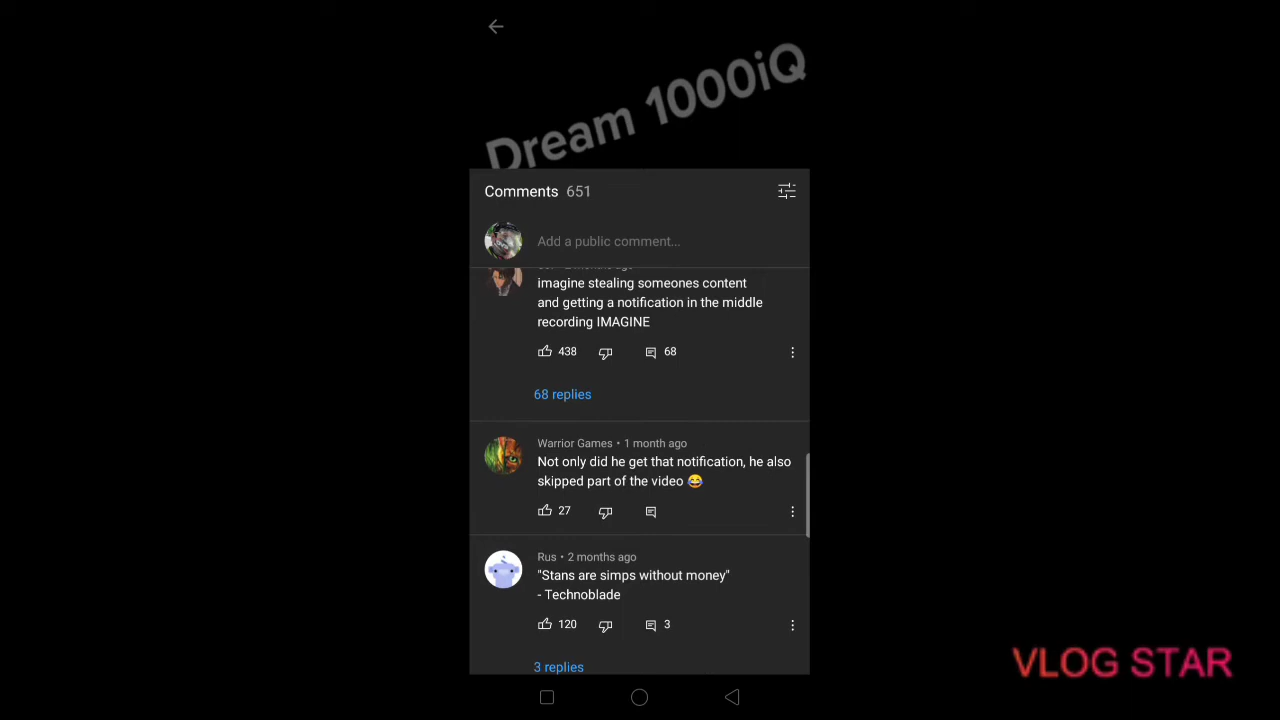 Dream 1000iQ
Comments 651
Add a public comment...
imagine stealing someones content
and getting a notification in the middle
recording IMAGINE
438 68
68 replies
Warrior Games • 1 month ago
Not only did he get that notification, he also
skipped part of the video 😂
27
Rus • 2 months ago
"Stans are simps without money"
- Technoblade
120 3
3 replies
VLOG STAR